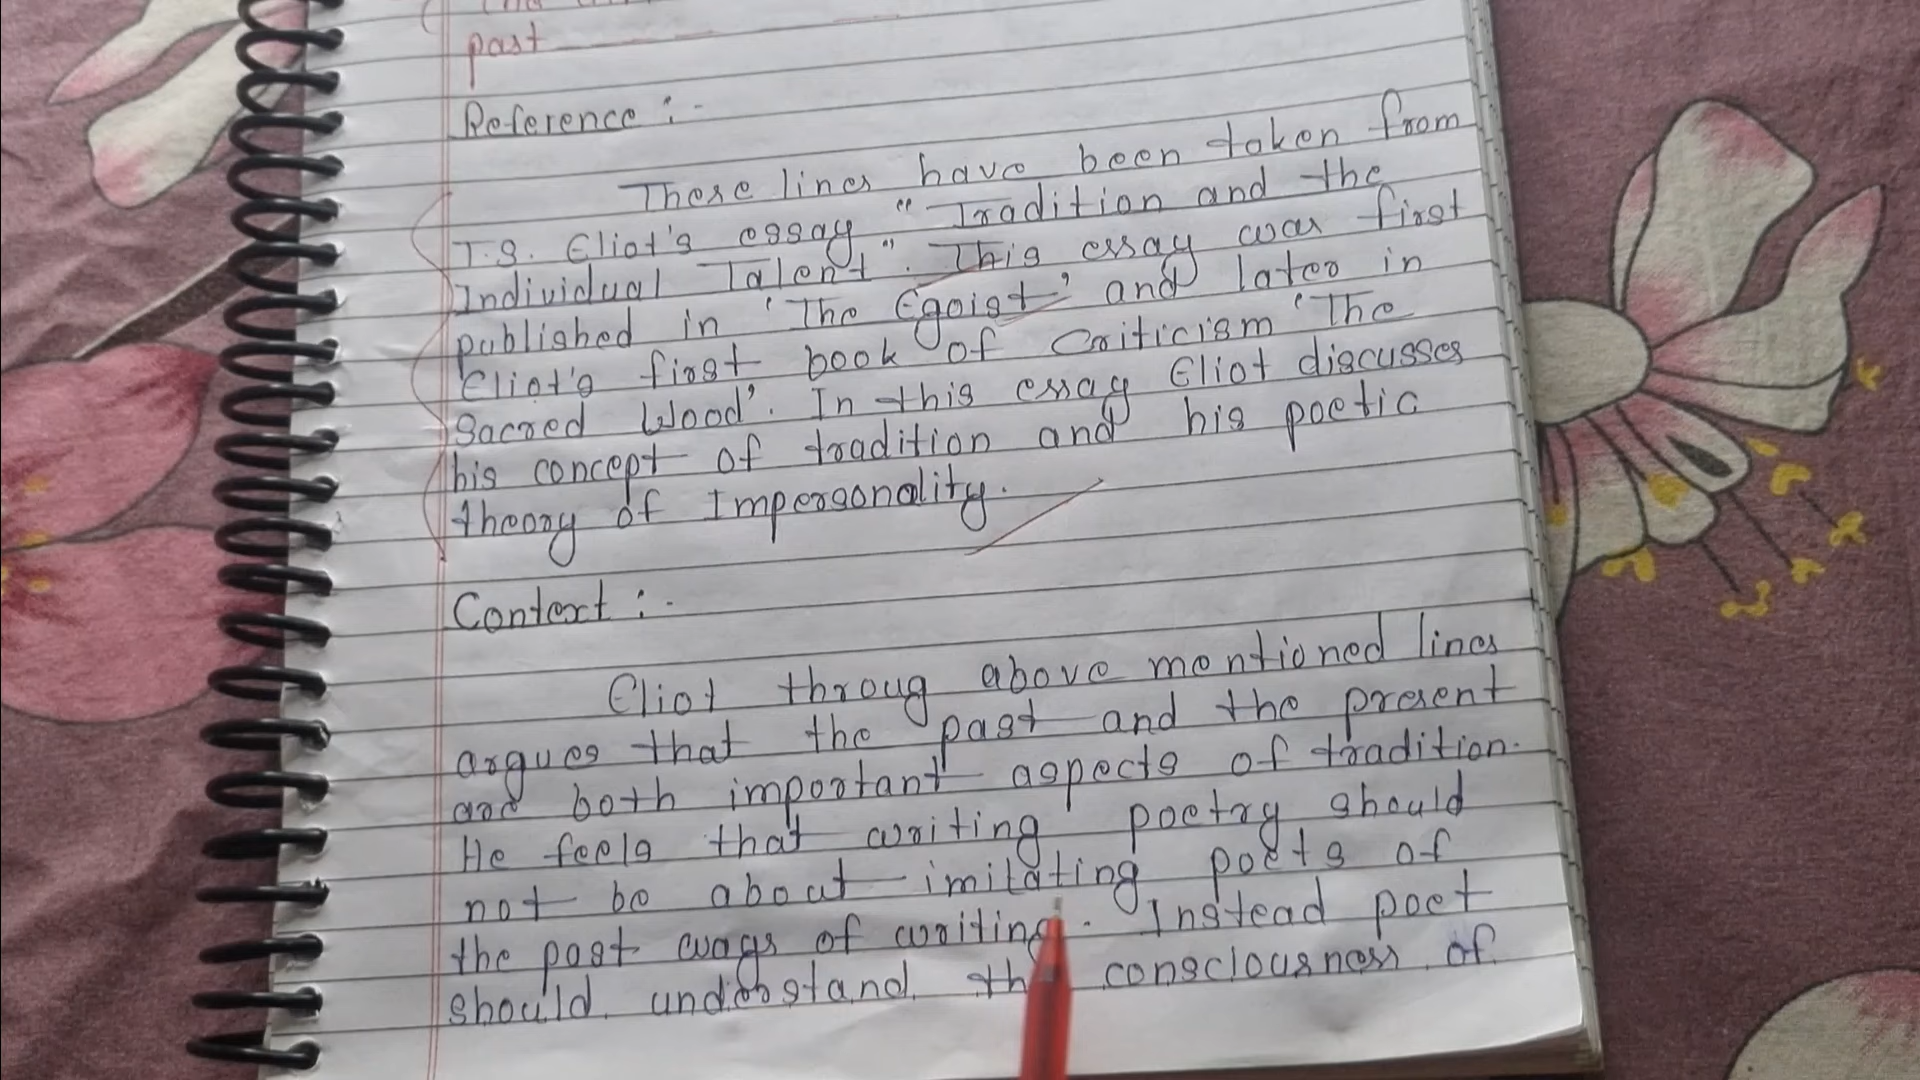 past
Reference :-
These lines have been taken from
T.S. Eliot's essay "Tradition and the
Individual Talent". This essay was first
published in 'The Egoist' and later in
Eliot's first book of Criticism 'The
Sacred Wood'. In this essay Eliot discusses
his concept of tradition and his poetic
theory of Impersonality.
Context :-
Eliot throug above mentioned lines
argues that the past and the present
are both important aspects of tradition.
He feels that writing poetry should
not be about imitating poets of
the past ways of writing. Instead poet
should understand the consciousness of